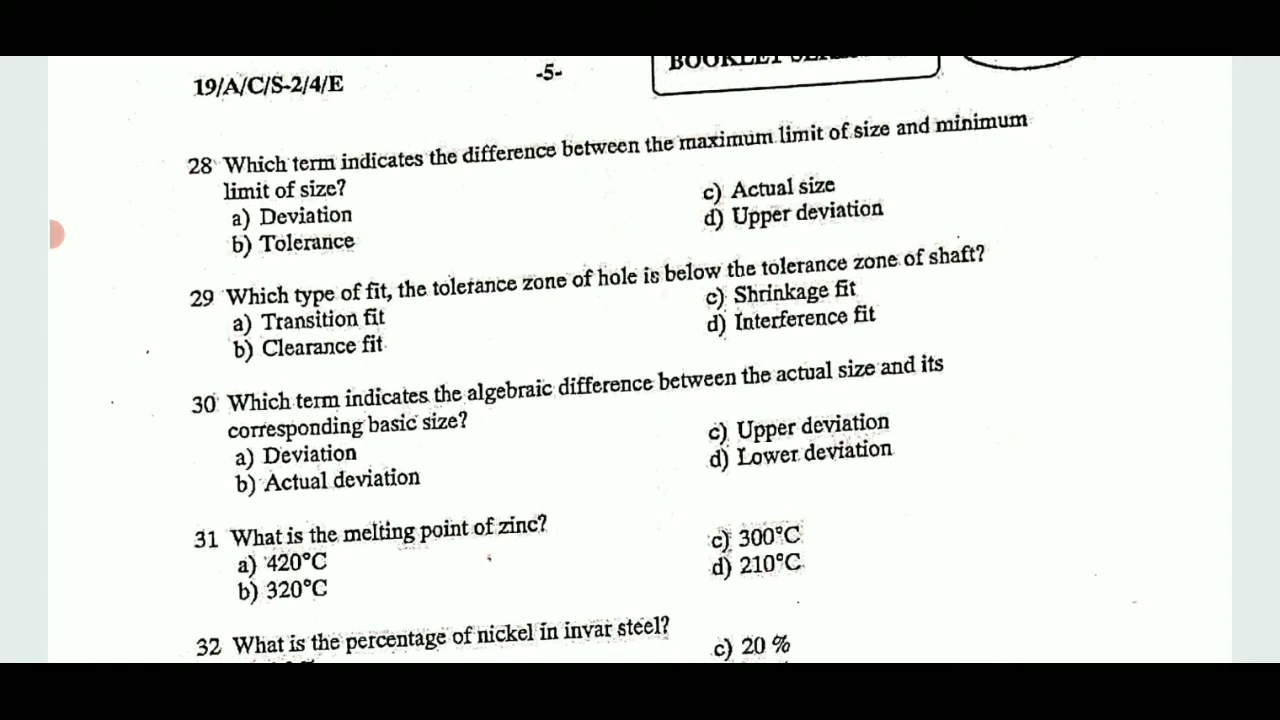 19/A/C/S-2/4/E
-5-
28 Which term indicates the difference between the maximum limit of size and minimum
limit of size?
a) Deviation
b) Tolerance
c) Actual size
d) Upper deviation
29 Which type of fit, the tolerance zone of hole is below the tolerance zone of shaft?
a) Transition fit
b) Clearance fit
c) Shrinkage fit
d) Interference fit
30 Which term indicates the algebraic difference between the actual size and its
corresponding basic size?
a) Deviation
b) Actual deviation
c) Upper deviation
d) Lower deviation
31 What is the melting point of zinc?
a) 420°C
b) 320°C
c) 300°C
d) 210°C
32 What is the percentage of nickel in invar steel?
c) 20 %